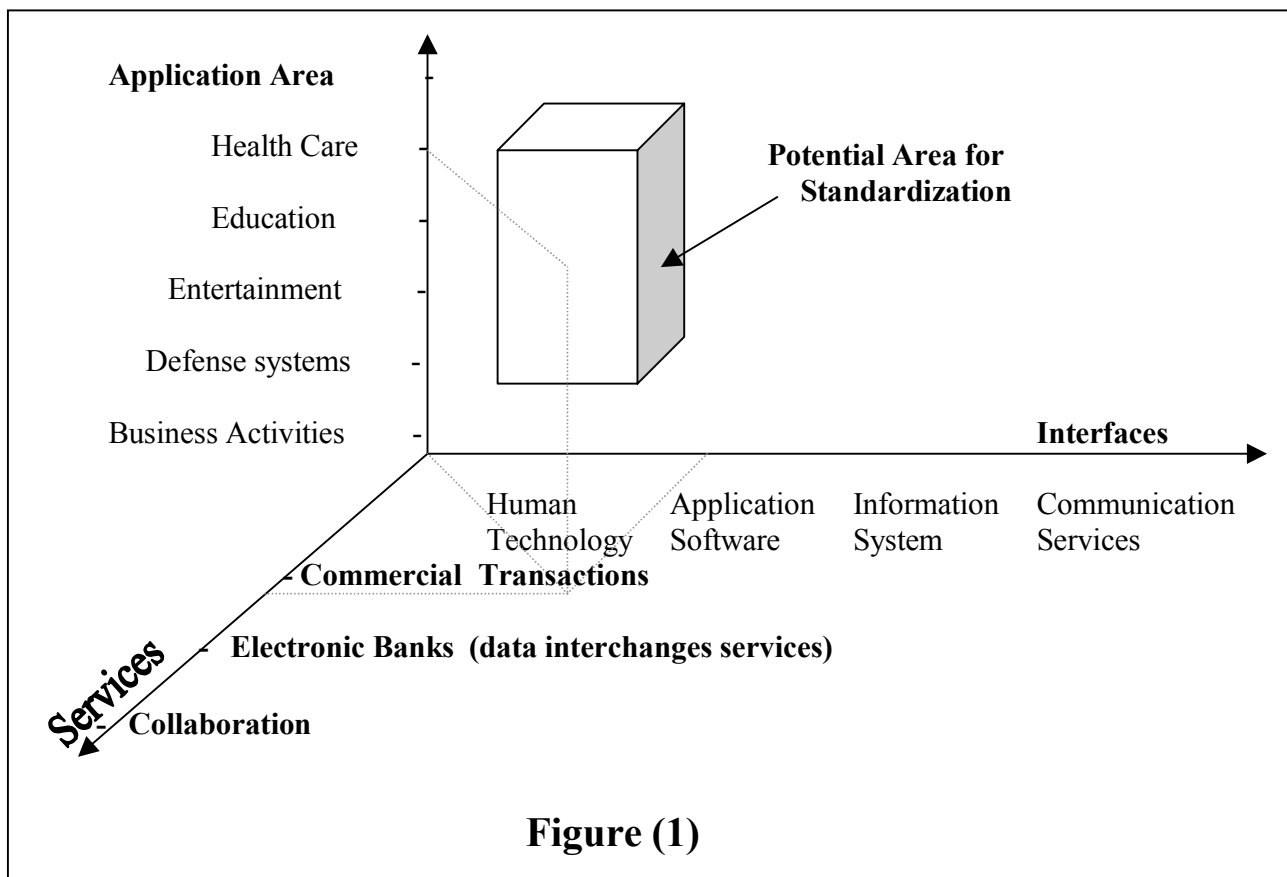 Application Area
Health Care
Potential Area for
Standardization
Education
Entertainment
Defense systems
Business Activities
Interfaces
Human
Technology
Application
Software
Information
System
Communication
Services
Commercial Transactions
Electronic Banks (data interchanges services)
Services
Collaboration
Figure (1)